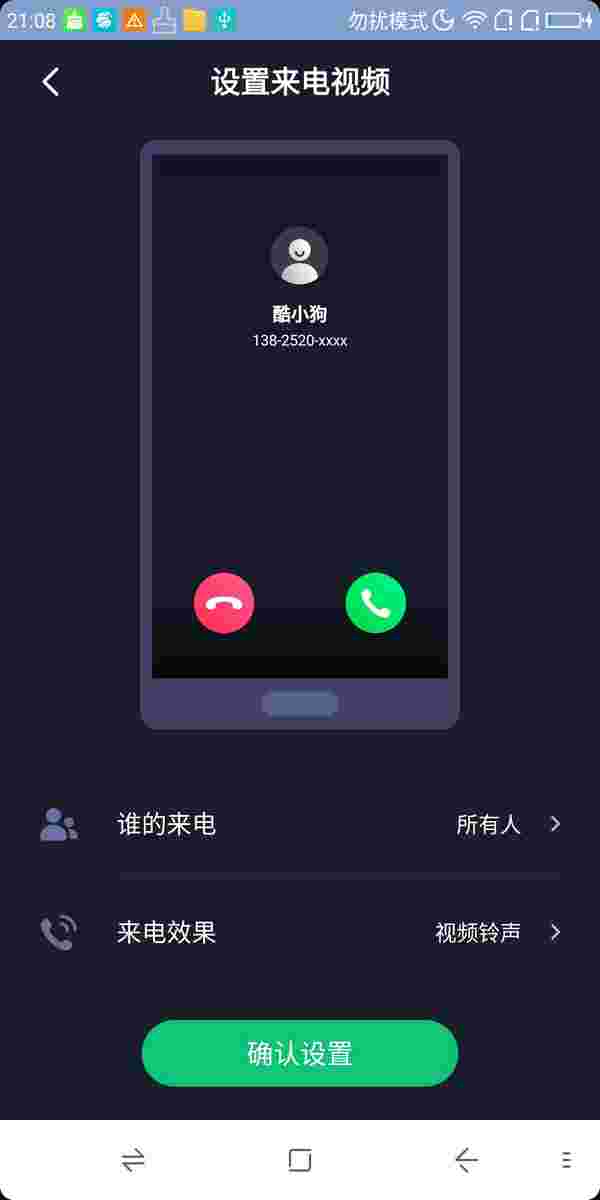 21:08 勿扰模式
设置来电视频
酷小狗
138-2520-xxxx
谁的来电 所有人
来电效果 视频铃声
确认设置